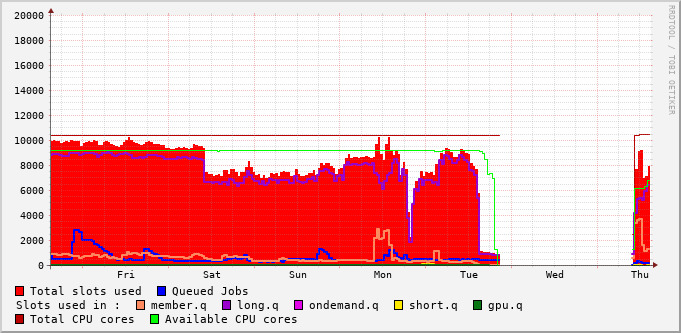 RRDTOOL / TOBI OETIKER
20000
18000
16000
14000
12000
10000
8000
6000
4000
2000
0
Fri Sat Sun Mon Tue Wed Thu
Total slots used Queued Jobs
Slots used in : member.q long.q ondemand.q short.q gpu.q
Total CPU cores Available CPU cores